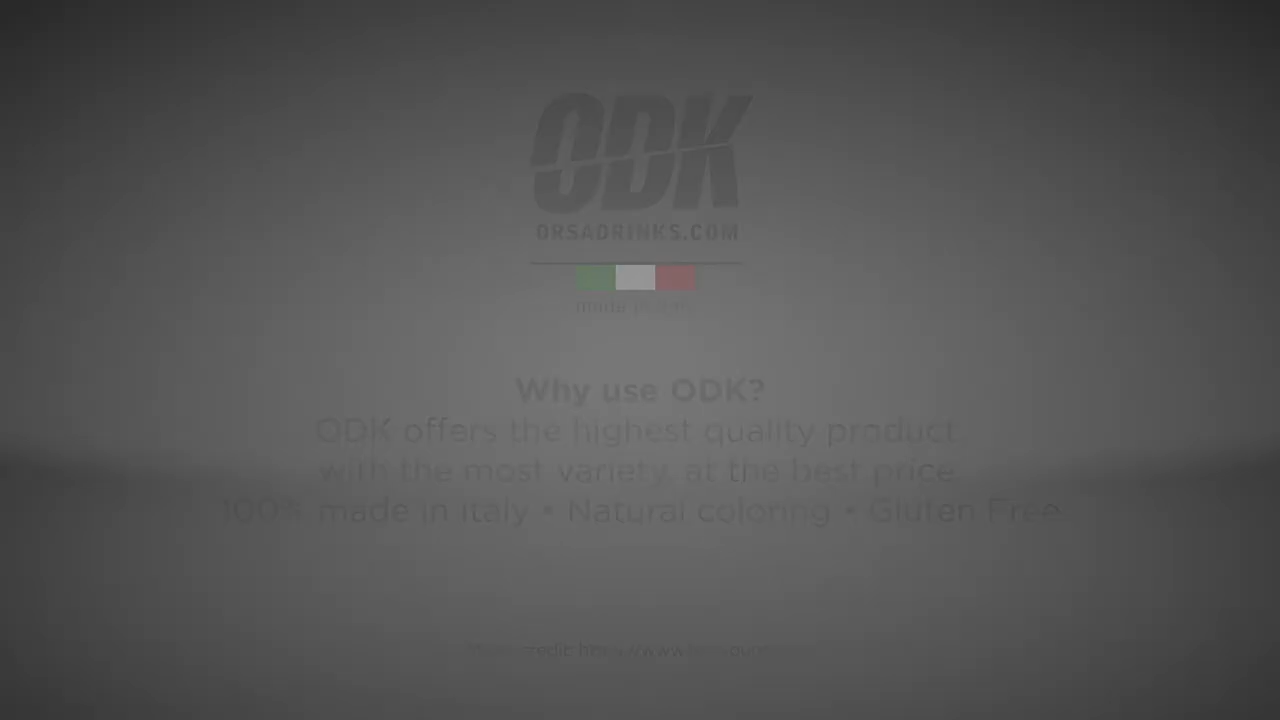 ODK
ORSADRINKS.COM
made
Why use ODK?
ODK offers the highest quality product
with the most variety, at the best price
100% made in Italy • Natural coloring • Gluten Free